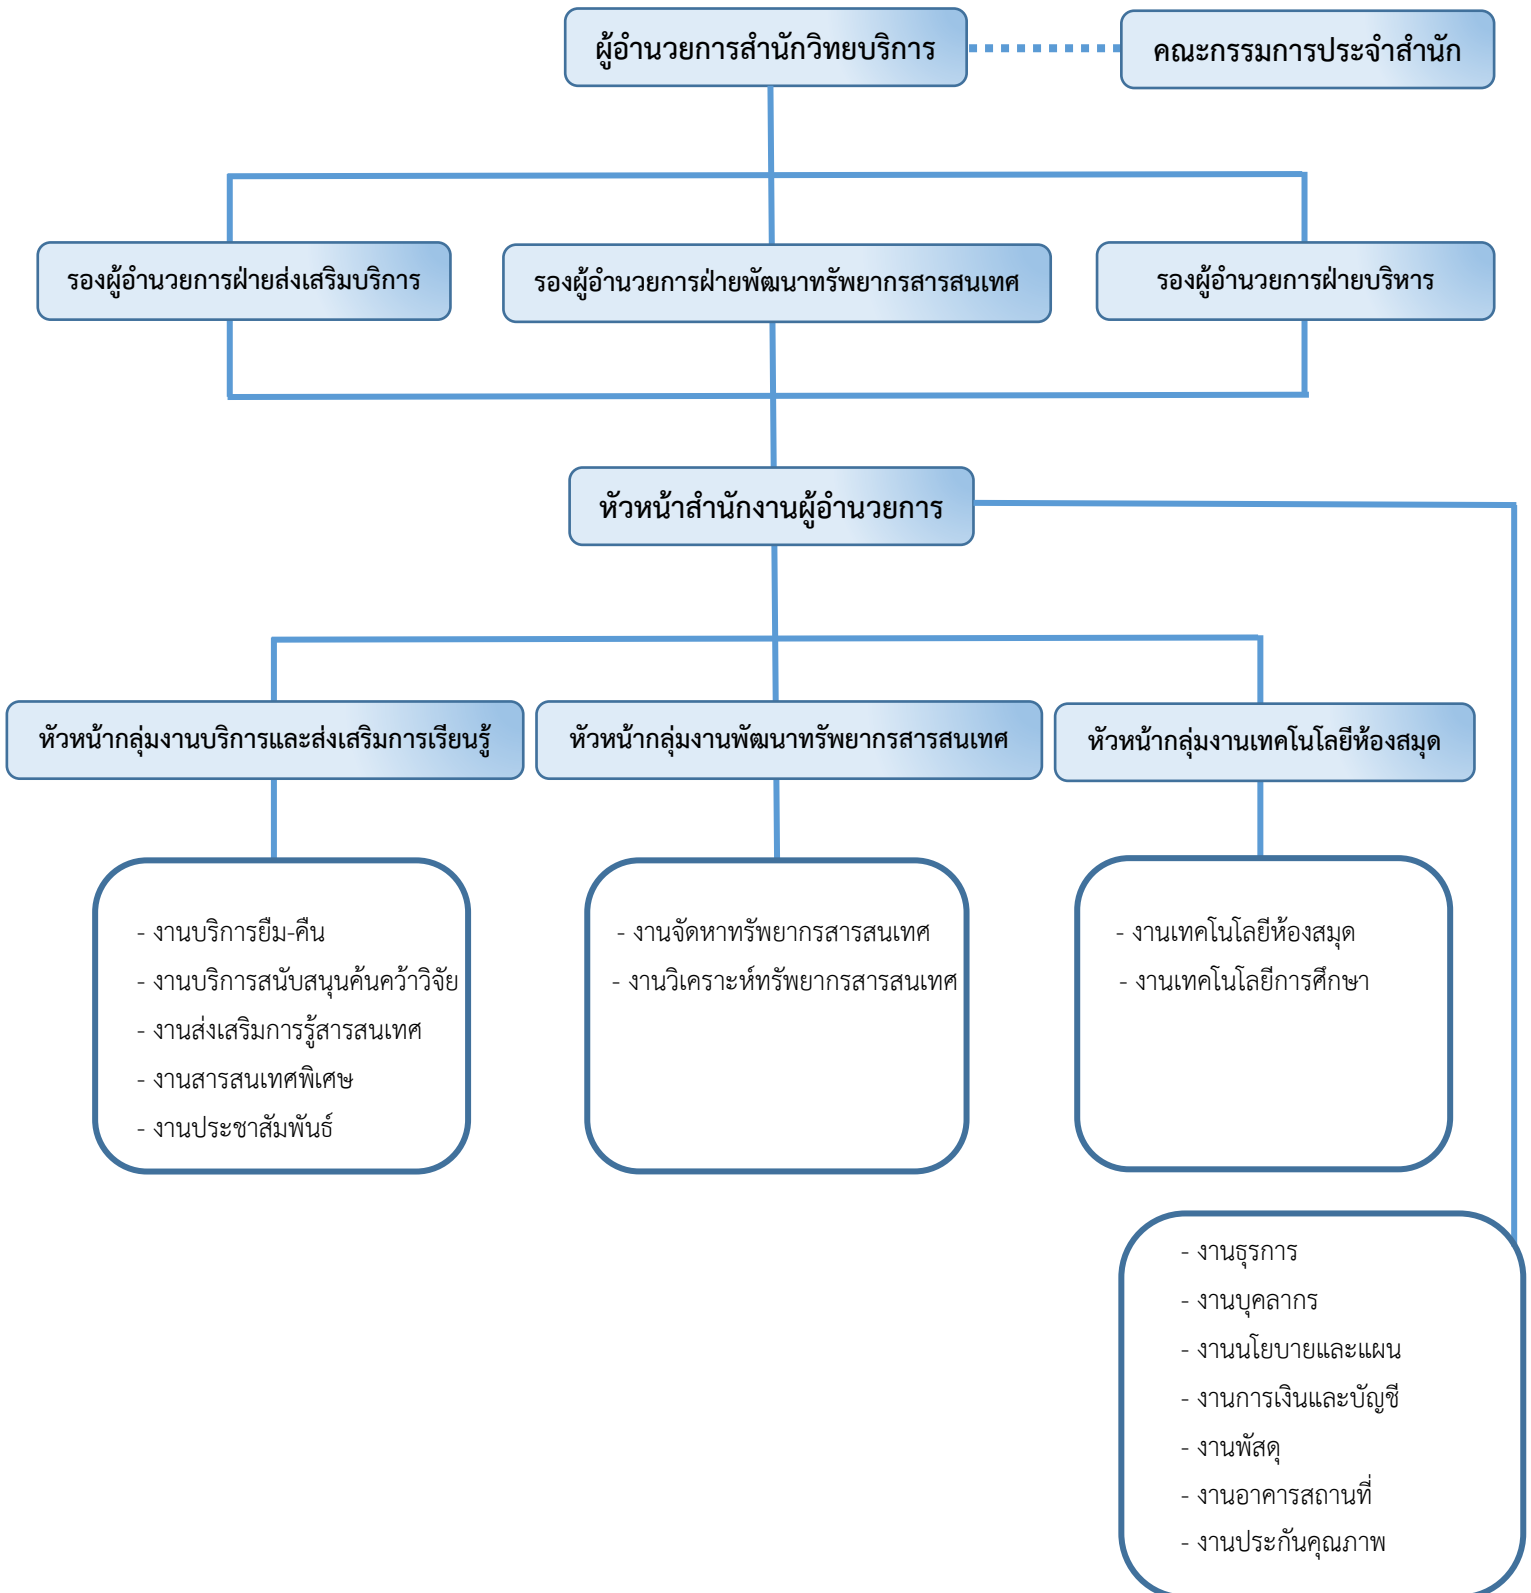 ผู้อำนวยการสำนักวิทยบริการ
คณะกรรมการประจำสำนัก
รองผู้อำนวยการฝ่ายส่งเสริมบริการ
รองผู้อำนวยการฝ่ายพัฒนาทรัพยากรสารสนเทศ
รองผู้อำนวยการฝ่ายบริหาร
หัวหน้าสำนักงานผู้อำนวยการ
หัวหน้ากลุ่มงานบริการและส่งเสริมการเรียนรู้
หัวหน้ากลุ่มงานพัฒนาทรัพยากรสารสนเทศ
หัวหน้ากลุ่มงานเทคโนโลยีห้องสมุด
- งานบริการยืม-คืน
- งานบริการสนับสนุนค้นคว้าวิจัย
- งานส่งเสริมการรู้สารสนเทศ
- งานสารสนเทศพิเศษ
- งานประชาสัมพันธ์
- งานจัดหาทรัพยากรสารสนเทศ
- งานวิเคราะห์ทรัพยากรสารสนเทศ
- งานเทคโนโลยีห้องสมุด
- งานเทคโนโลยีการศึกษา
- งานธุรการ
- งานบุคลากร
- งานนโยบายและแผน
- งานการเงินและบัญชี
- งานพัสดุ
- งานอาคารสถานที่
- งานประกันคุณภาพ